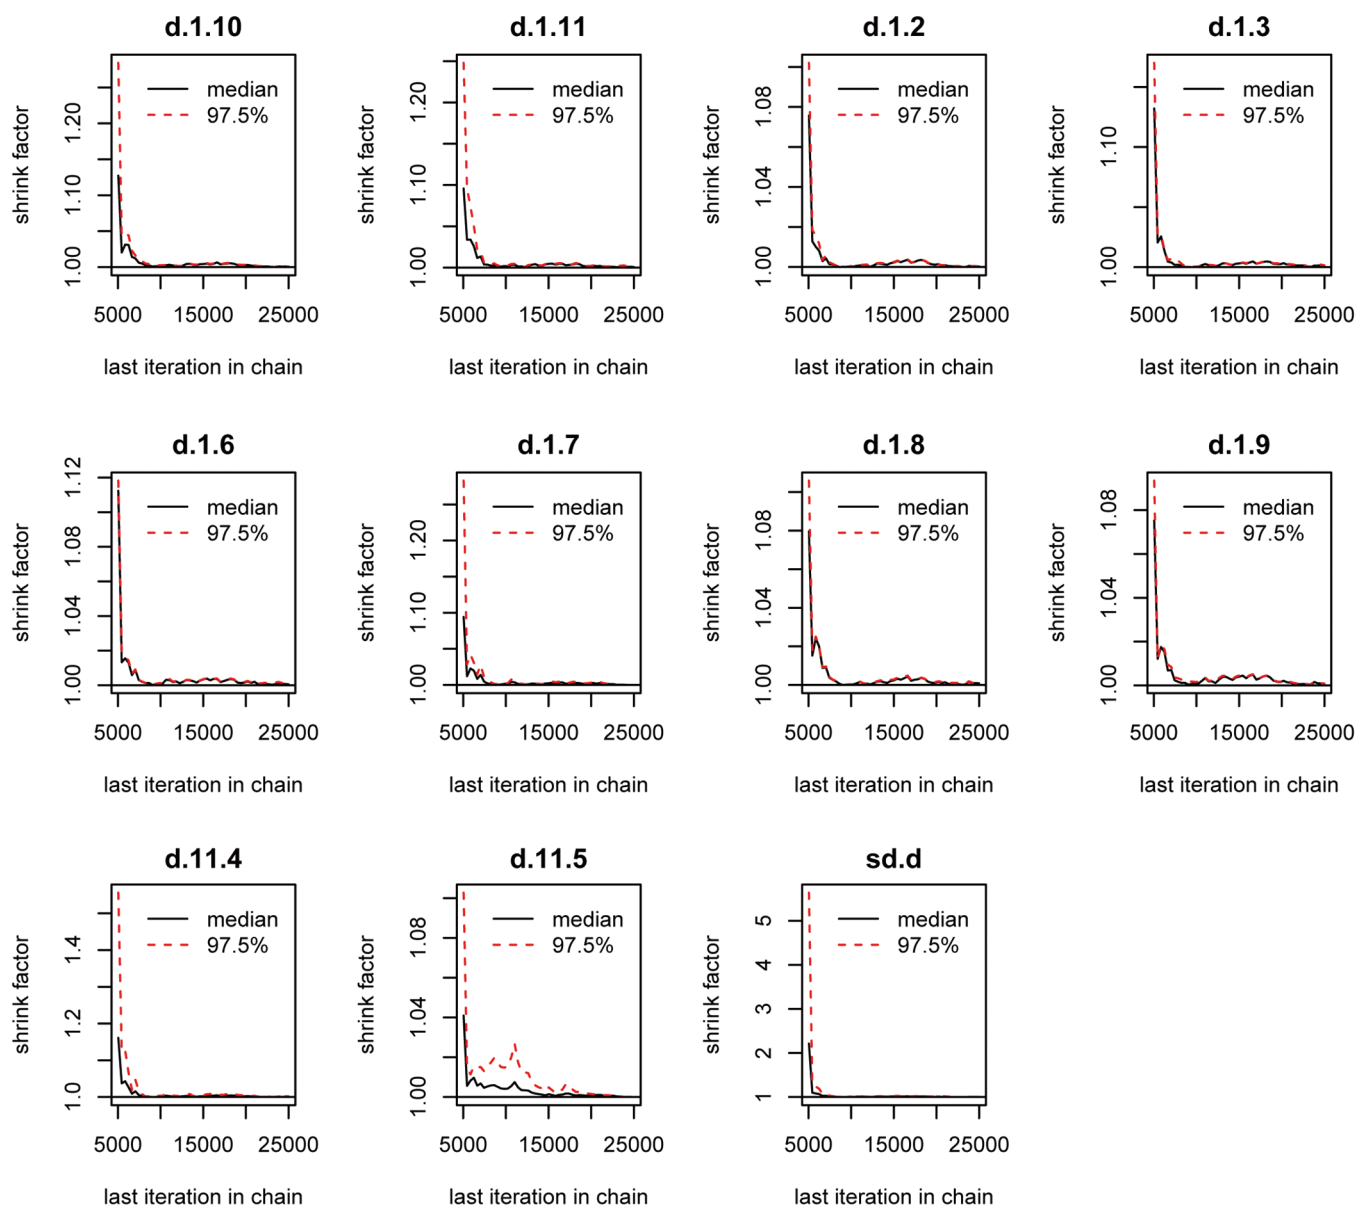 d.1.10 d.1.11 d.1.2 d.1.3
shrink factor
1.00 1.10 1.20
median
97.5%
5000 15000 25000
last iteration in chain
shrink factor
1.00 1.05 1.10 1.20
median
97.5%
5000 15000 25000
last iteration in chain
shrink factor
1.00 1.04 1.08
median
97.5%
5000 15000 25000
last iteration in chain
shrink factor
1.00 1.10
median
97.5%
5000 15000 25000
last iteration in chain
d.1.6 d.1.7 d.1.8 d.1.9
shrink factor
1.00 1.04 1.08 1.12
median
97.5%
5000 15000 25000
last iteration in chain
shrink factor
1.00 1.10 1.20
median
97.5%
5000 15000 25000
last iteration in chain
shrink factor
1.00 1.04 1.08
median
97.5%
5000 15000 25000
last iteration in chain
shrink factor
1.00 1.04 1.08
median
97.5%
5000 15000 25000
last iteration in chain
d.11.4 d.11.5 sd.d
shrink factor
1.0 1.2 1.4
median
97.5%
5000 15000 25000
last iteration in chain
shrink factor
1.00 1.04 1.08
median
97.5%
5000 15000 25000
last iteration in chain
shrink factor
1 2 3 4 5
median
97.5%
5000 15000 25000
last iteration in chain